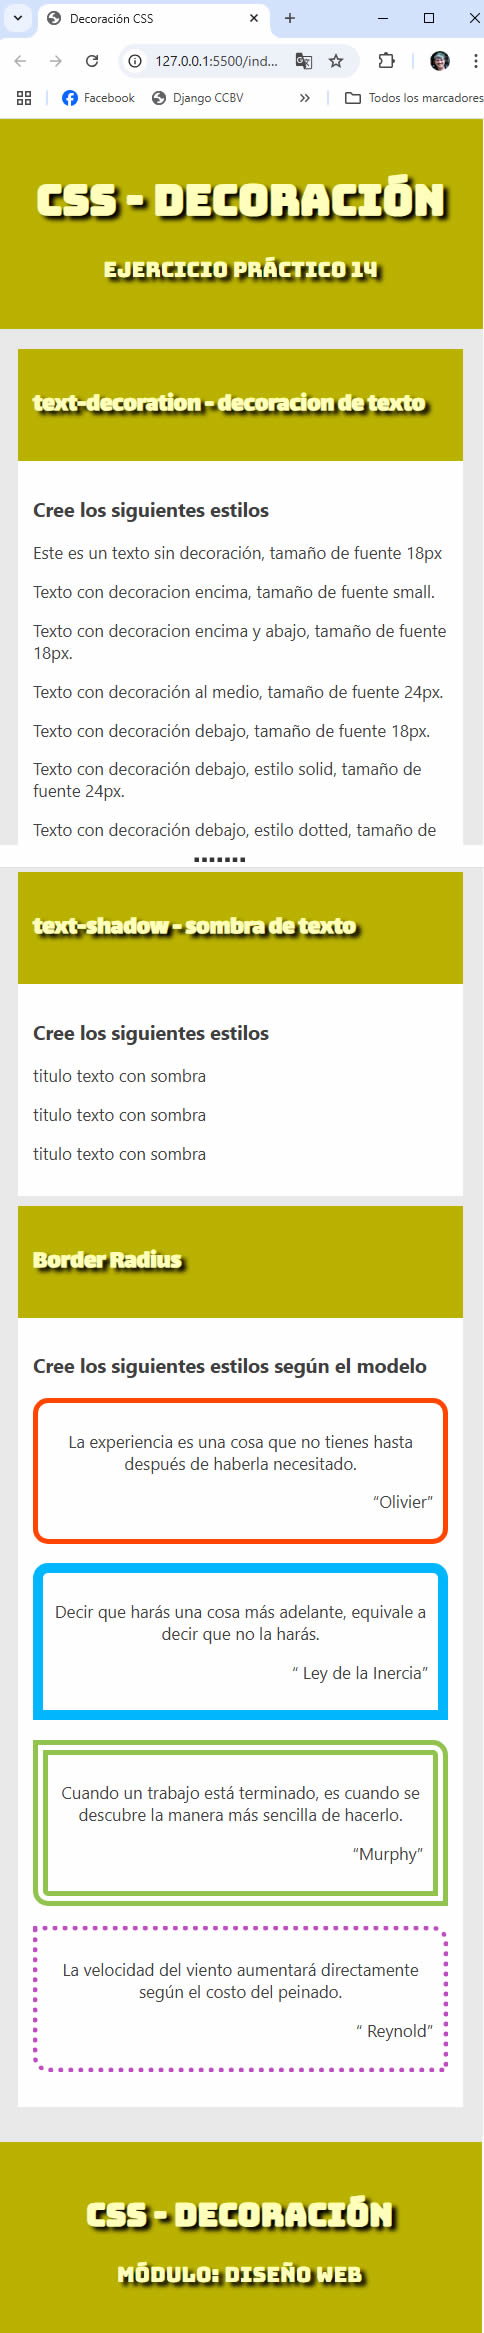 Decoración CSS
127.0.0.1:5500/ind...
Facebook
Django CCBV
Todos los marcadores
CSS - DECORACIÓN
EJERCICIO PRÁCTICO 14
text-decoration - decoracion de texto
Cree los siguientes estilos
Este es un texto sin decoración, tamaño de fuente 18px
Texto con decoracion encima, tamaño de fuente small.
Texto con decoracion encima y abajo, tamaño de fuente
18px.
Texto con decoración al medio, tamaño de fuente 24px.
Texto con decoración debajo, tamaño de fuente 18px.
Texto con decoración debajo, estilo solid, tamaño de
fuente 24px.
Texto con decoración debajo, estilo dotted, tamaño de
.......
text-shadow - sombra de texto
Cree los siguientes estilos
titulo texto con sombra
titulo texto con sombra
titulo texto con sombra
Border Radius
Cree los siguientes estilos según el modelo
La experiencia es una cosa que no tienes hasta
después de haberla necesitado.
“Olivier”
Decir que harás una cosa más adelante, equivale a
decir que no la harás.
“ Ley de la Inercia”
Cuando un trabajo está terminado, es cuando se
descubre la manera más sencilla de hacerlo.
“Murphy”
La velocidad del viento aumentará directamente
según el costo del peinado.
“ Reynold”
CSS - DECORACIÓN
MÓDULO: DISEÑO WEB